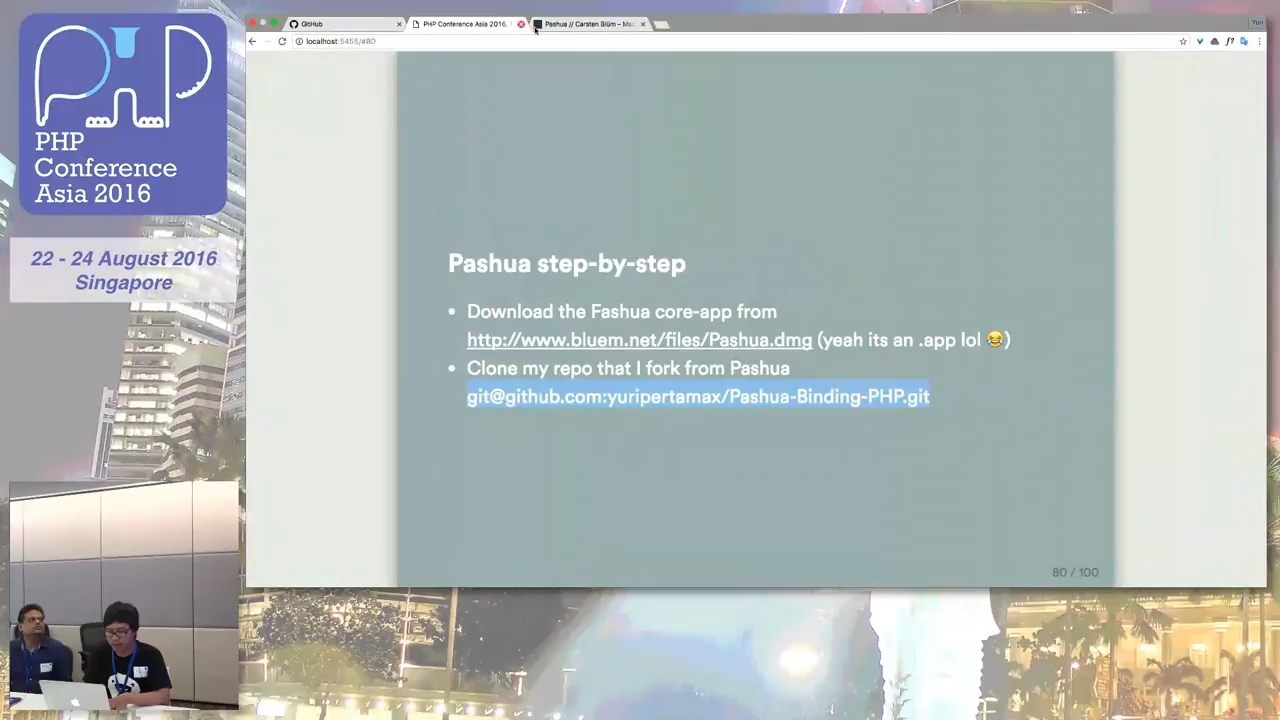 GitHub
PHP Conference Asia 2016.
Pashua // Carsten Blüm – Mac
Yuri
localhost:5455/#80
PHP
Conference
Asia 2016
22 - 24 August 2016
Singapore
Pashua step-by-step
• Download the Fashua core-app from
http://www.bluem.net/files/Pashua.dmg (yeah its an .app lol 😂)
• Clone my repo that I fork from Pashua
git@github.com:yuripertamax/Pashua-Binding-PHP.git
80 / 100